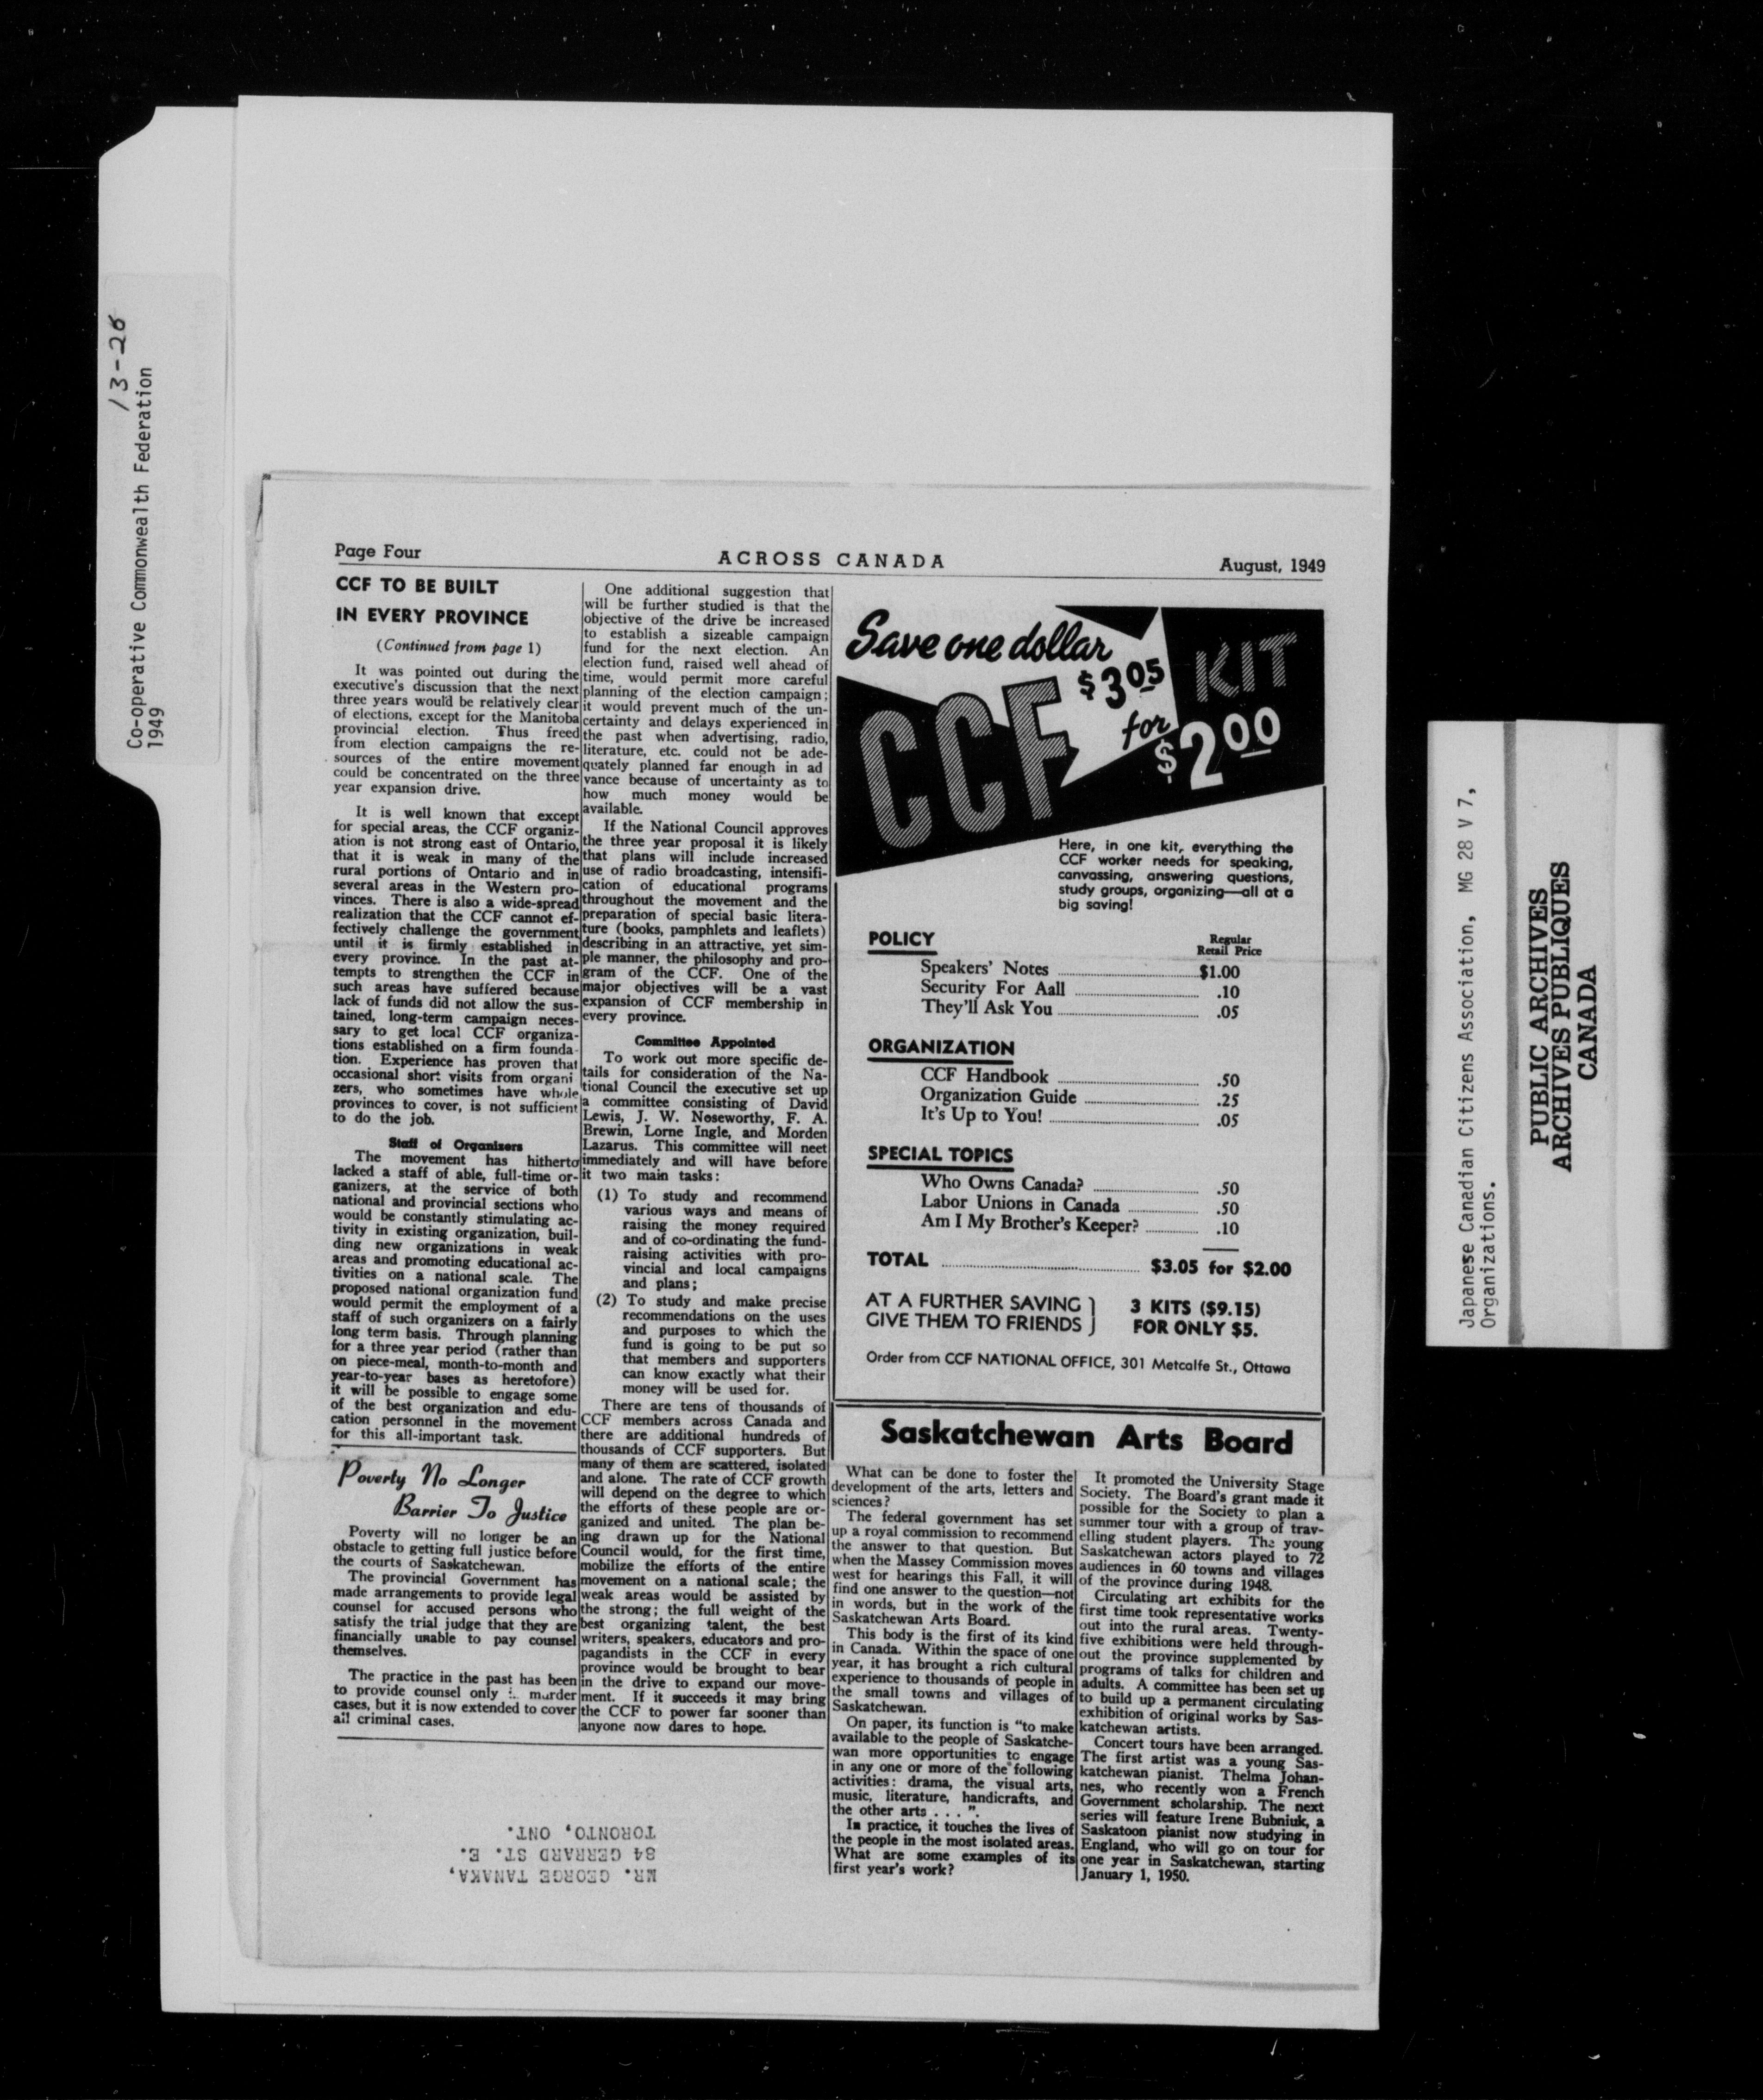 13-28
Co-operative Commonwealth Federation
1949
Page Four
ACROSS CANADA
August, 1949
CCF TO BE BUILT
IN EVERY PROVINCE
(Continued from page 1)
It was pointed out during the
executive's discussion that the next
three years would be relatively clear
of elections, except for the Manitoba
provincial election. Thus freed
from election campaigns the re-
sources of the entire movement
could be concentrated on the three
year expansion drive.
It is well known that except
for special areas, the CCF organiz-
ation is not strong east of Ontario,
that it is weak in many of the
rural portions of Ontario and in
several areas in the Western pro-
vinces. There is also a wide-spread
realization that the CCF cannot ef-
fectively challenge the government
until it is firmly established in
every province. In the past at-
tempts to strengthen the CCF in
such areas have suffered because
lack of funds did not allow the sus-
tained, long-term campaign neces-
sary to get local CCF organiza-
tions established on a firm founda-
tion. Experience has proven that
occasional short visits from organi
zers, who sometimes have whole
provinces to cover, is not sufficient
to do the job.
Staff of Organizers
The movement has hitherto
lacked a staff of able, full-time or-
ganizers, at the service of both
national and provincial sections who
would be constantly stimulating ac-
tivity in existing organization, buil-
ding new organizations in weak
areas and promoting educational ac-
tivities on a national scale. The
proposed national organization fund
would permit the employment of a
staff of such organizers on a fairly
long term basis. Through planning
for a three year period (rather than
on piece-meal, month-to-month and
year-to-year bases as heretofore)
it will be possible to engage some
of the best organization and edu-
cation personnel in the movement
for this all-important task.
Poverty No Longer
Barrier To Justice
Poverty will no longer be an
obstacle to getting full justice before
the courts of Saskatchewan.
The provincial Government has
made arrangements to provide legal
counsel for accused persons who
satisfy the trial judge that they are
financially unable to pay counsel
themselves.
The practice in the past has been
to provide counsel only murder
cases, but it is now extended to cover
all criminal cases.
One additional suggestion that
will be further studied is that the
objective of the drive be increased
to establish a sizeable campaign
fund for the next election. An
election fund, raised well ahead of
time, would permit more careful
planning of the election campaign;
it would prevent much of the un-
certainty and delays experienced in
the past when advertising, radio,
literature, etc. could not be ade-
quately planned far enough in ad
vance because of uncertainty as to
how much money would be
available.
If the National Council approves
the three year proposal it is likely
that plans will include increased
use of radio broadcasting, intensifi-
cation of educational programs
throughout the movement and the
preparation of special basic litera-
ture (books, pamphlets and leaflets)
describing in an attractive, yet sim-
ple manner, the philosophy and pro-
gram of the CCF. One of the
major objectives will be a vast
expansion of CCF membership in
every province.
Committee Appointed
To work out more specific de-
tails for consideration of the Na-
tional Council the executive set up
a committee consisting of David
Lewis, J. W. Noseworthy, F. A.
Brewin, Lorne Ingle, and Morden
Lazarus. This committee will neet
immediately and will have before
it two main tasks:
(1) To study and recommend
various ways and means of
raising the money required
and of co-ordinating the fund-
raising activities with pro-
vincial and local campaigns
and plans;
(2) To study and make precise
recommendations on the uses
and purposes to which the
fund is going to be put so
that members and supporters
can know exactly what their
money will be used for.
There are tens of thousands of
CCF members across Canada and
there are additional hundreds of
thousands of CCF supporters. But
many of them are scattered, isolated
and alone. The rate of CCF growth
will depend on the degree to which
the efforts of these people are or-
ganized and united. The plan be-
ing drawn up for the National
Council would, for the first time,
mobilize the efforts of the entire
movement on a national scale; the
weak areas would be assisted by
the strong; the full weight of the
best organizing talent, the best
writers, speakers, educators and pro-
pagandists in the CCF in every
province would be brought to bear
in the drive to expand our move-
ment. If it succeeds it may bring
the CCF to power far sooner than
anyone now dares to hope.
MR. GEORGE TANAKA,
84 GERRARD ST. E.
TORONTO, ONT.
Save one dollar
CCF KIT
$3.05
for
$2.00
Here, in one kit, everything the
CCF worker needs for speaking,
canvassing, answering questions,
study groups, organizing—all at a
big saving!
POLICY
Regular
Retail Price
Speakers' Notes $1.00
Security For Aall .10
They'll Ask You .05
ORGANIZATION
CCF Handbook .50
Organization Guide .25
It's Up to You! .05
SPECIAL TOPICS
Who Owns Canada? .50
Labor Unions in Canada .50
Am I My Brother's Keeper? .10
TOTAL $3.05 for $2.00
AT A FURTHER SAVING } 3 KITS ($9.15)
GIVE THEM TO FRIENDS } FOR ONLY $5.
Order from CCF NATIONAL OFFICE, 301 Metcalfe St., Ottawa
Saskatchewan Arts Board
What can be done to foster the
development of the arts, letters and
sciences?
The federal government has set
up a royal commission to recommend
the answer to that question. But
when the Massey Commission moves
west for hearings this Fall, it will
find one answer to the question—not
in words, but in the work of the
Saskatchewan Arts Board.
This body is the first of its kind
in Canada. Within the space of one
year, it has brought a rich cultural
experience to thousands of people in
the small towns and villages of
Saskatchewan.
On paper, its function is "to make
available to the people of Saskatche-
wan more opportunities to engage
in any one or more of the following
activities: drama, the visual arts,
music, literature, handicrafts, and
the other arts . . . ".
In practice, it touches the lives of
the people in the most isolated areas.
What are some examples of its
first year's work?
It promoted the University Stage
Society. The Board's grant made it
possible for the Society to plan a
summer tour with a group of trav-
elling student players. The young
Saskatchewan actors played to 72
audiences in 60 towns and villages
of the province during 1948.
Circulating art exhibits for the
first time took representative works
out into the rural areas. Twenty-
five exhibitions were held through-
out the province supplemented by
programs of talks for children and
adults. A committee has been set up
to build up a permanent circulating
exhibition of original works by Sas-
katchewan artists.
Concert tours have been arranged.
The first artist was a young Sas-
katchewan pianist. Thelma Johan-
nes, who recently won a French
Government scholarship. The next
series will feature Irene Bubniuk, a
Saskatoon pianist now studying in
England, who will go on tour for
one year in Saskatchewan, starting
January 1, 1950.
Japanese Canadian Citizens Association, MG 28 V 7,
Organizations.
PUBLIC ARCHIVES
ARCHIVES PUBLIQUES
CANADA